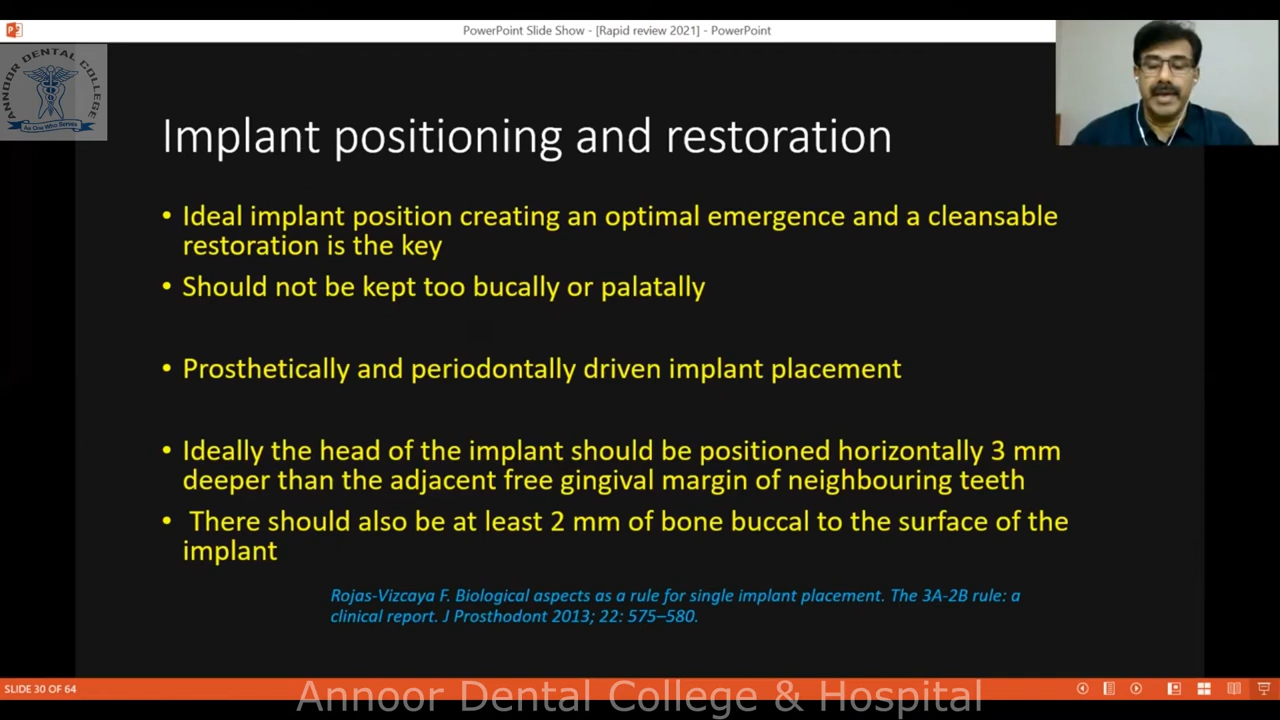 PowerPoint Slide Show - [Rapid review 2021] - PowerPoint
ANNOOR DENTAL COLLEGE
As One Who Serves
Implant positioning and restoration
• Ideal implant position creating an optimal emergence and a cleansable
restoration is the key
• Should not be kept too bucally or palatally
• Prosthetically and periodontally driven implant placement
• Ideally the head of the implant should be positioned horizontally 3 mm
deeper than the adjacent free gingival margin of neighbouring teeth
• There should also be at least 2 mm of bone buccal to the surface of the
implant
Rojas-Vizcaya F. Biological aspects as a rule for single implant placement. The 3A-2B rule: a
clinical report. J Prosthodont 2013; 22: 575–580.
SLIDE 30 OF 64
Annoor Dental College & Hospital